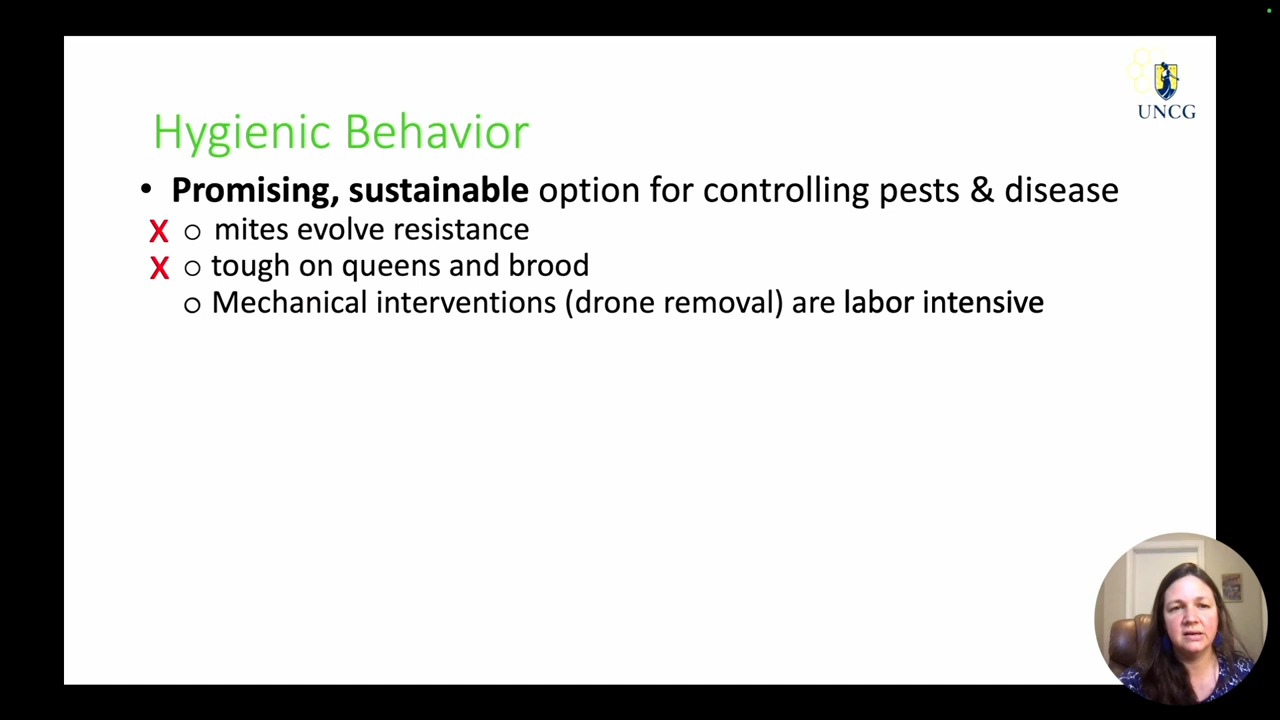 UNCG
Hygienic Behavior
• Promising, sustainable option for controlling pests & disease
X o mites evolve resistance
X o tough on queens and brood
o Mechanical interventions (drone removal) are labor intensive